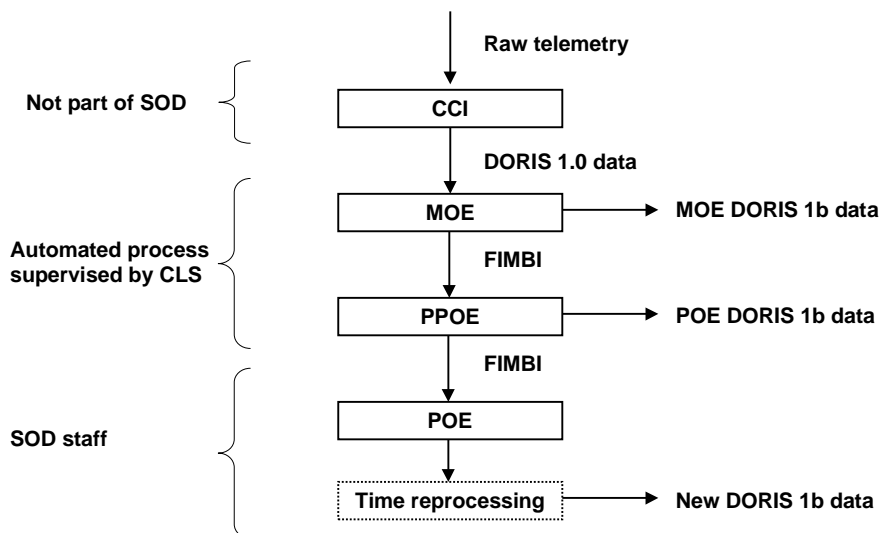 Raw telemetry
Not part of SOD
CCI
DORIS 1.0 data
MOE
MOE DORIS 1b data
Automated process
supervised by CLS
FIMBI
PPOE
POE DORIS 1b data
FIMBI
POE
SOD staff
Time reprocessing
New DORIS 1b data